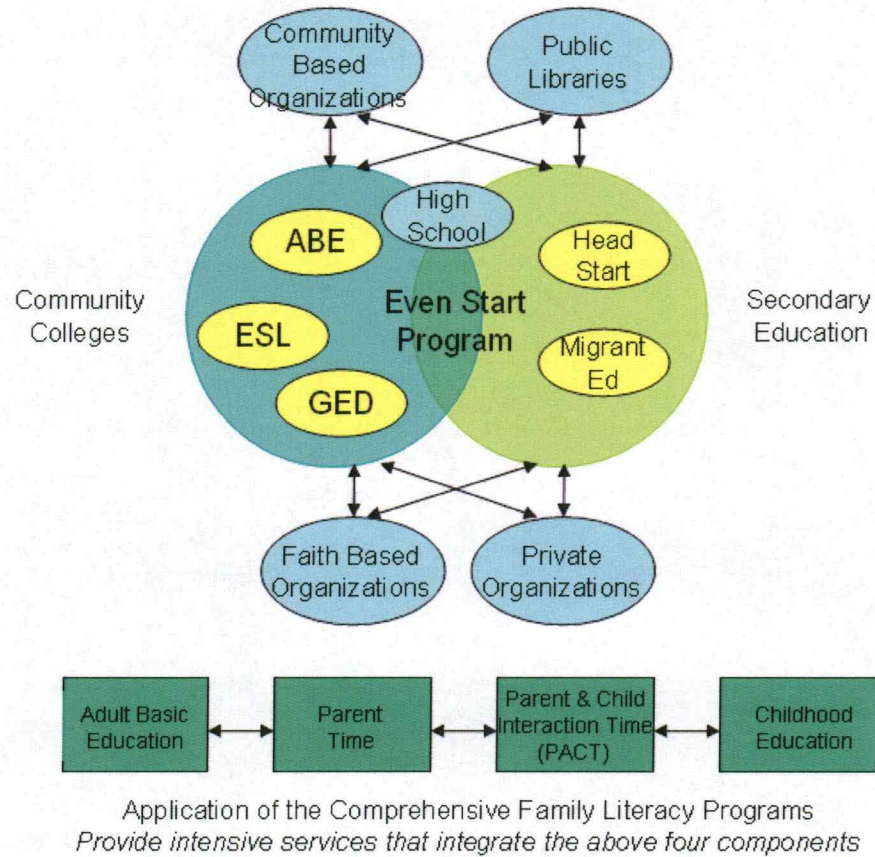 Community
Based
Organizations
Public
Libraries
High
School
ABE
Head
Start
Community
Colleges
Even Start
Program
Secondary
Education
ESL
Migrant
Ed
GED
Faith Based
Organizations
Private
Organizations
Adult Basic
Education
Parent
Time
Parent & Child
Interaction Time
(PACT)
Childhood
Education
Application of the Comprehensive Family Literacy Programs
Provide intensive services that integrate the above four components